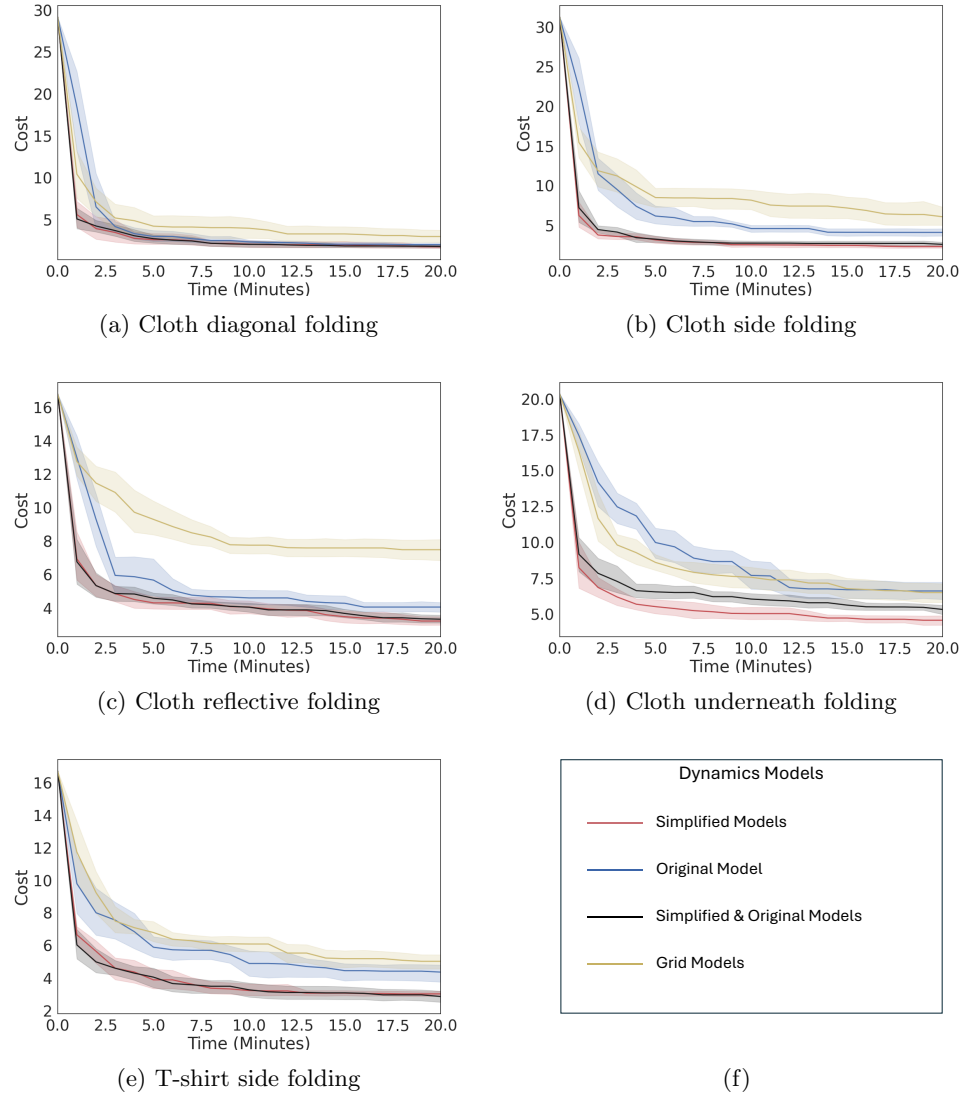 30
25
20
15
10
5
Cost
0.0 2.5 5.0 7.5 10.0 12.5 15.0 17.5 20.0
Time (Minutes)
(a) Cloth diagonal folding
30
25
20
15
10
5
Cost
0.0 2.5 5.0 7.5 10.0 12.5 15.0 17.5 20.0
Time (Minutes)
(b) Cloth side folding
16
14
12
10
8
6
4
Cost
0.0 2.5 5.0 7.5 10.0 12.5 15.0 17.5 20.0
Time (Minutes)
(c) Cloth reflective folding
20.0
17.5
15.0
12.5
10.0
7.5
5.0
Cost
0.0 2.5 5.0 7.5 10.0 12.5 15.0 17.5 20.0
Time (Minutes)
(d) Cloth underneath folding
16
14
12
10
8
6
4
2
Cost
0.0 2.5 5.0 7.5 10.0 12.5 15.0 17.5 20.0
Time (Minutes)
(e) T-shirt side folding
Dynamics Models
Simplified Models
Original Model
Simplified & Original Models
Grid Models
(f)